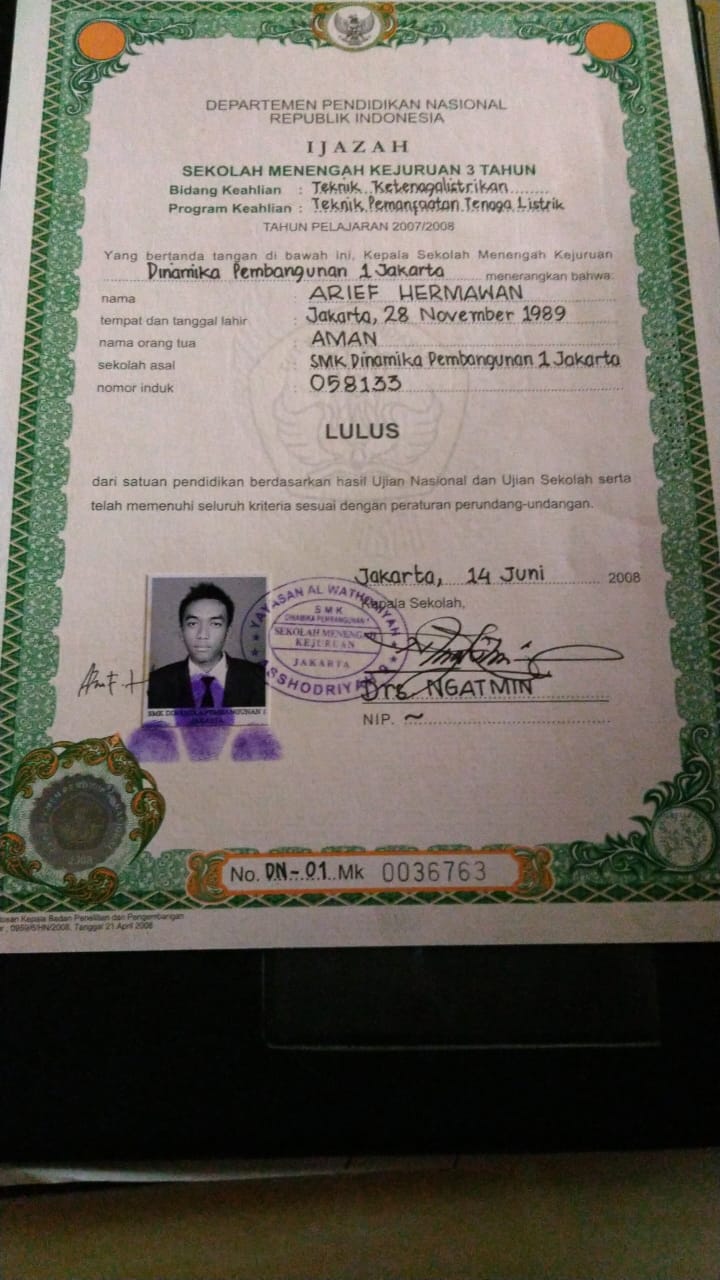 DEPARTEMEN PENDIDIKAN NASIONAL
REPUBLIK INDONESIA
IJAZAH
SEKOLAH MENENGAH KEJURUAN 3 TAHUN
Bidang Keahlian : Teknik Ketenagalistrikan
Program Keahlian : Teknik Pemanfaatan Tenaga Listrik
TAHUN PELAJARAN 2007/2008
Yang bertanda tangan di bawah ini, Kepala Sekolah Menengah Kejuruan
Dinamika Pembangunan 1 Jakarta menerangkan bahwa:
nama : ARIEF HERMAWAN
tempat dan tanggal lahir : Jakarta, 28 November 1989
nama orang tua : AMAN
sekolah asal : SMK Dinamika Pembangunan 1 Jakarta
nomor induk : 058133
LULUS
dari satuan pendidikan berdasarkan hasil Ujian Nasional dan Ujian Sekolah serta
telah memenuhi seluruh kriteria sesuai dengan peraturan perundang-undangan.
Jakarta, 14 Juni 2008
Kepala Sekolah,
YAYASAN AL WATHONIYAH
SMK
DINAMIKA PEMBANGUNAN
SEKOLAH MENENGAH
KEJURUAN
JAKARTA
ASSHODRIYAH 9
Drs. NGATMIN
NIP. ~
SMK DINAMIKA PEMBANGUNAN 1
JAKARTA
2008
No. DN-01 Mk 0036763
Kepala Badan Penelitian dan Pengembangan
0959/6/HN/2008, Tanggal 21 April 2008